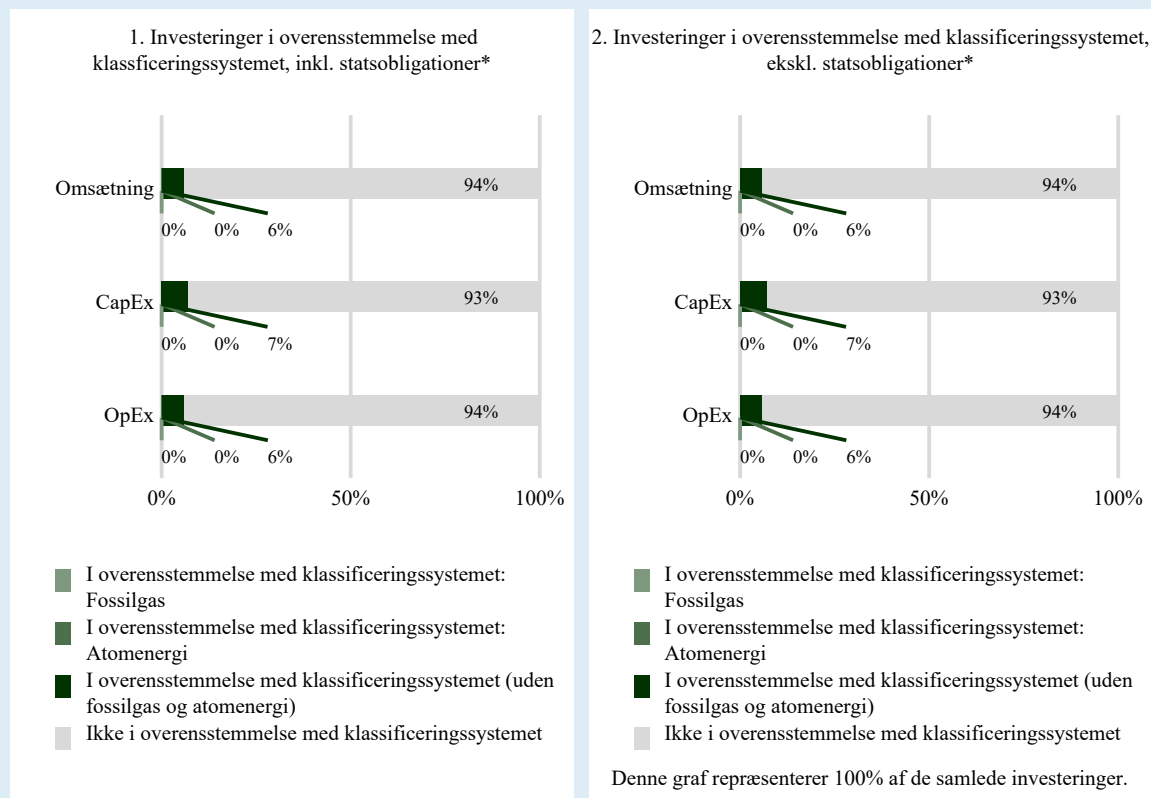 1. Investeringer i overensstemmelse med
klassficeringssystemet, inkl. statsobligationer*
Omsætning
94%
0% 0% 6%
CapEx
93%
0% 0% 7%
OpEx
94%
0% 0% 6%
0% 50% 100%
I overensstemmelse med klassificeringssystemet:
Fossilgas
I overensstemmelse med klassificeringssystemet:
Atomenergi
I overensstemmelse med klassificeringssystemet (uden
fossilgas og atomenergi)
Ikke i overensstemmelse med klassificeringssystemet
2. Investeringer i overensstemmelse med klassificeringssystemet,
ekskl. statsobligationer*
Omsætning
94%
0% 0% 6%
CapEx
93%
0% 0% 7%
OpEx
94%
0% 0% 6%
0% 50% 100%
I overensstemmelse med klassificeringssystemet:
Fossilgas
I overensstemmelse med klassificeringssystemet:
Atomenergi
I overensstemmelse med klassificeringssystemet (uden
fossilgas og atomenergi)
Ikke i overensstemmelse med klassificeringssystemet
Denne graf repræsenterer 100% af de samlede investeringer.